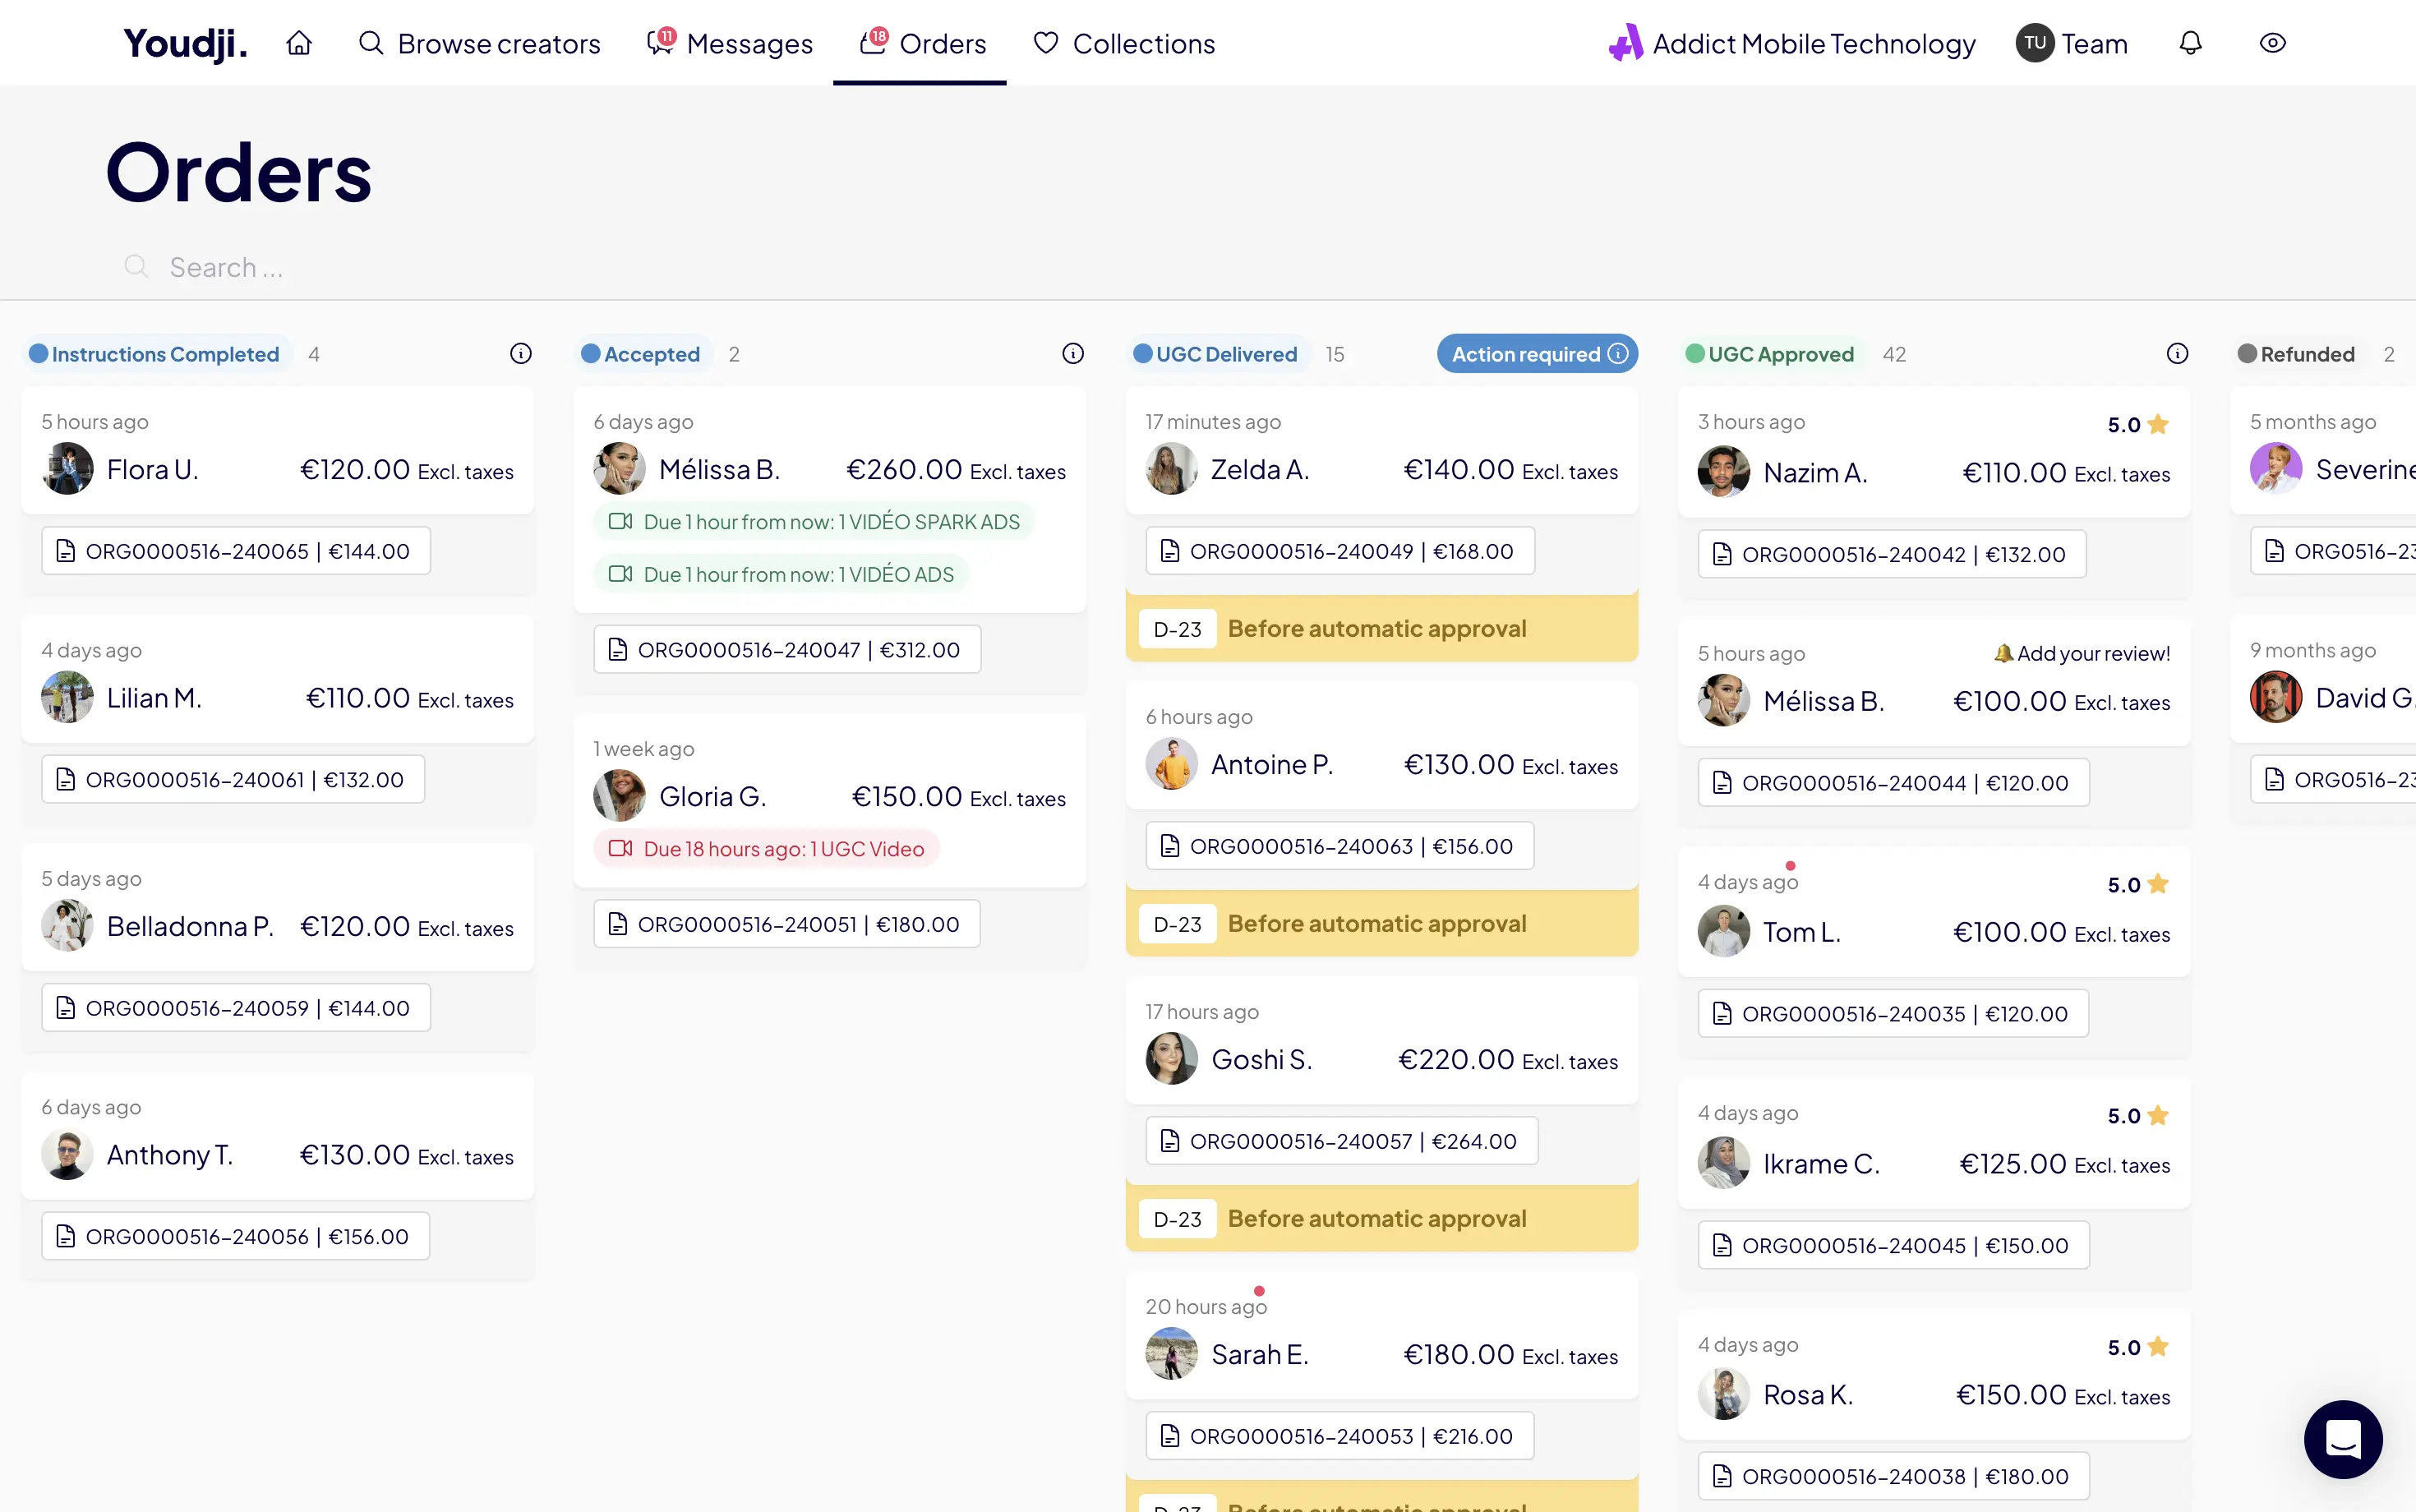 Youdji.
Browse creators
11
Messages
18
Orders
Collections
Addict Mobile Technology
TU
Team
Orders
Search ...
Instructions Completed 4
5 hours ago
Flora U. €120.00 Excl. taxes
ORG0000516-240065 | €144.00
4 days ago
Lilian M. €110.00 Excl. taxes
ORG0000516-240061 | €132.00
5 days ago
Belladonna P. €120.00 Excl. taxes
ORG0000516-240059 | €144.00
6 days ago
Anthony T. €130.00 Excl. taxes
ORG0000516-240056 | €156.00
Accepted 2
6 days ago
Mélissa B. €260.00 Excl. taxes
Due 1 hour from now: 1 VIDÉO SPARK ADS
Due 1 hour from now: 1 VIDÉO ADS
ORG0000516-240047 | €312.00
1 week ago
Gloria G. €150.00 Excl. taxes
Due 18 hours ago: 1 UGC Video
ORG0000516-240051 | €180.00
UGC Delivered 15 Action required
17 minutes ago
Zelda A. €140.00 Excl. taxes
ORG0000516-240049 | €168.00
D-23 Before automatic approval
6 hours ago
Antoine P. €130.00 Excl. taxes
ORG0000516-240063 | €156.00
D-23 Before automatic approval
17 hours ago
Goshi S. €220.00 Excl. taxes
ORG0000516-240057 | €264.00
D-23 Before automatic approval
20 hours ago
Sarah E. €180.00 Excl. taxes
ORG0000516-240053 | €216.00
D-23 Before automatic approval
UGC Approved 42
3 hours ago 5.0
Nazim A. €110.00 Excl. taxes
ORG0000516-240042 | €132.00
5 hours ago Add your review!
Mélissa B. €100.00 Excl. taxes
ORG0000516-240044 | €120.00
4 days ago 5.0
Tom L. €100.00 Excl. taxes
ORG0000516-240035 | €120.00
4 days ago 5.0
Ikrame C. €125.00 Excl. taxes
ORG0000516-240045 | €150.00
4 days ago 5.0
Rosa K. €150.00 Excl. taxes
ORG0000516-240038 | €180.00
Refunded 2
5 months ago
Severine
ORG0516-23
9 months ago
David G.
ORG0516-23